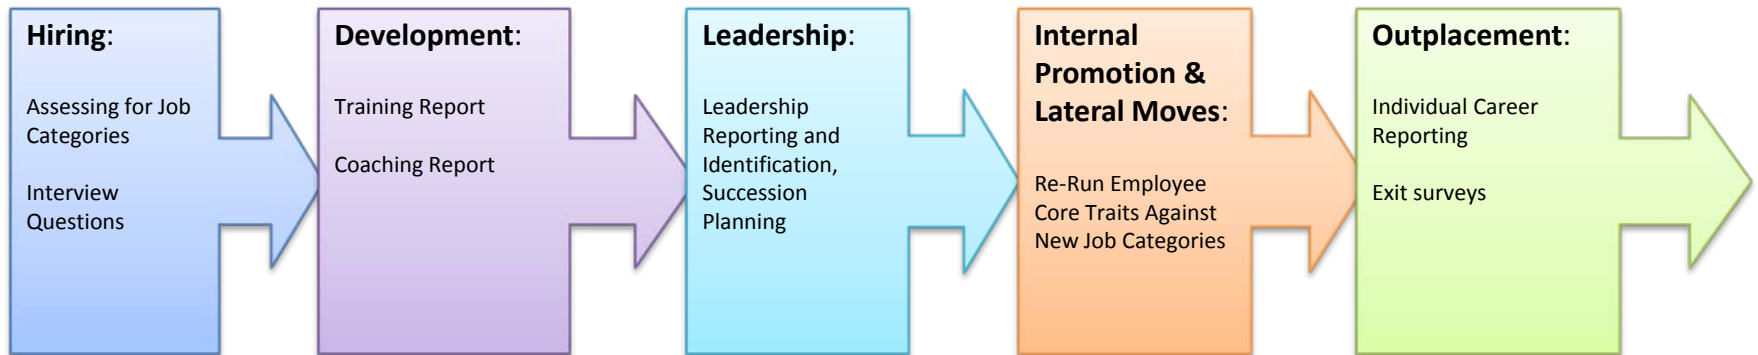 Hiring:
Assessing for Job
Categories
Interview
Questions
Development:
Training Report
Coaching Report
Leadership:
Leadership
Reporting and
Identification,
Succession
Planning
Internal
Promotion &
Lateral Moves:
Re-Run Employee
Core Traits Against
New Job Categories
Outplacement:
Individual Career
Reporting
Exit surveys